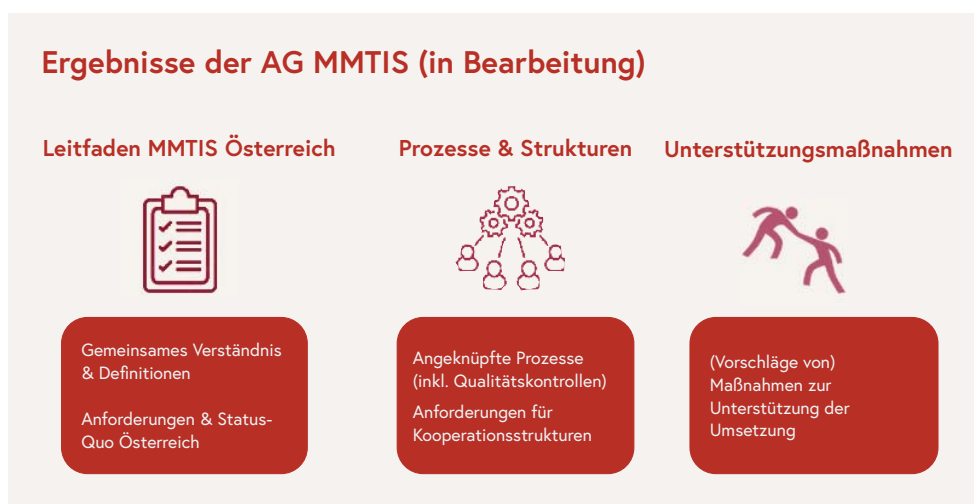 Ergebnisse der AG MMTIS (in Bearbeitung)
Leitfaden MMTIS Österreich
Gemeinsames Verständnis
& Definitionen
Anforderungen & Status-
Quo Österreich
Prozesse & Strukturen
Angeknüpfte Prozesse
(inkl. Qualitätskontrollen)
Anforderungen für
Kooperationsstrukturen
Unterstützungsmaßnahmen
(Vorschläge von)
Maßnahmen zur
Unterstützung der
Umsetzung